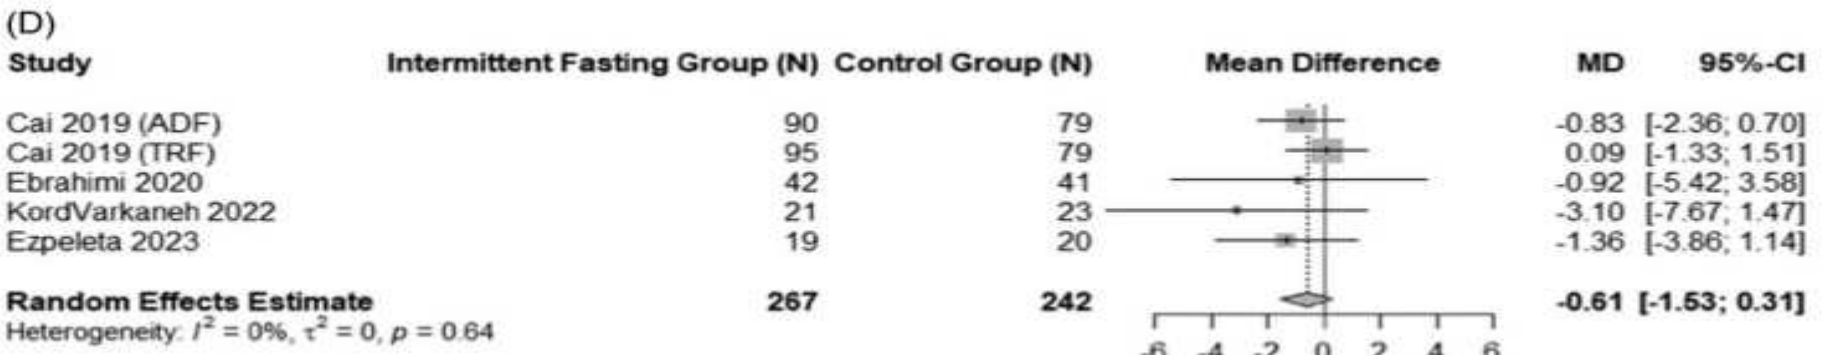 (D)
Study Intermittent Fasting Group (N) Control Group (N) Mean Difference MD 95%-CI
Cai 2019 (ADF) 90 79 -0.83 [-2.36; 0.70]
Cai 2019 (TRF) 95 79 0.09 [-1.33; 1.51]
Ebrahimi 2020 42 41 -0.92 [-5.42; 3.58]
KordVarkaneh 2022 21 23 -3.10 [-7.67; 1.47]
Ezpeleta 2023 19 20 -1.36 [-3.86; 1.14]
Random Effects Estimate 267 242 -0.61 [-1.53; 0.31]
Heterogeneity: I² = 0%, τ² = 0, p = 0.64
-6 -4 -2 0 2 4 6